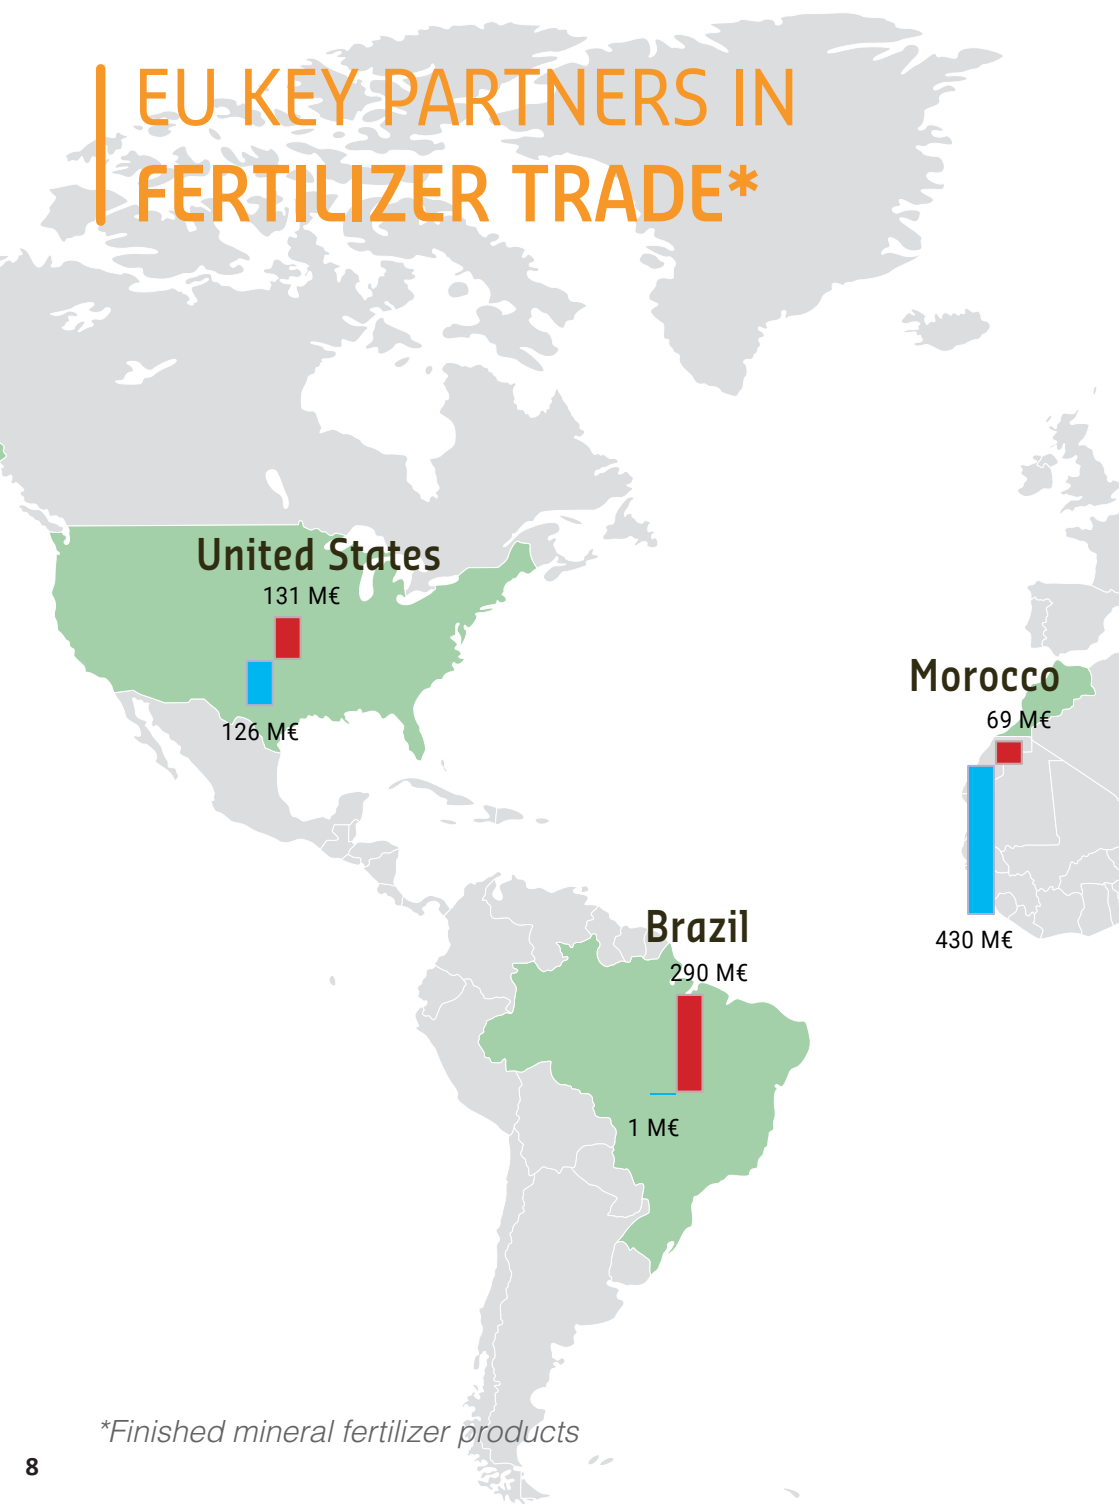 EU KEY PARTNERS IN
FERTILIZER TRADE*
United States
131 M€
126 M€
Morocco
69 M€
430 M€
Brazil
290 M€
1 M€
*Finished mineral fertilizer products
8